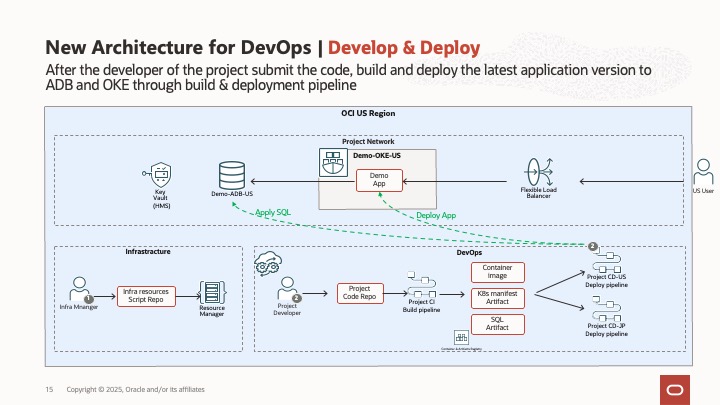 New Architecture for DevOps | Develop & Deploy
After the developer of the project submit the code, build and deploy the latest application version to
ADB and OKE through build & deployment pipeline
OCI US Region
Project Network
Demo-OKE-US
Demo
App
Key
Vault
(HMS)
Demo-ADB-US
Flexible Load
Balancer
US User
Apply SQL
Deploy App
Infrastracture
Infra Mnanger
1
Infra resources
Script Repo
Resource
Manager
DevOps
Project
Developer
2
Project
Code Repo
Project CI
Build pipeline
Container
image
K8s manifest
Artifact
SQL
Artifact
2
Project CD-US
Deploy pipeline
Project CD-JP
Deploy pipeline
15
Copyright © 2025, Oracle and/or its affiliates